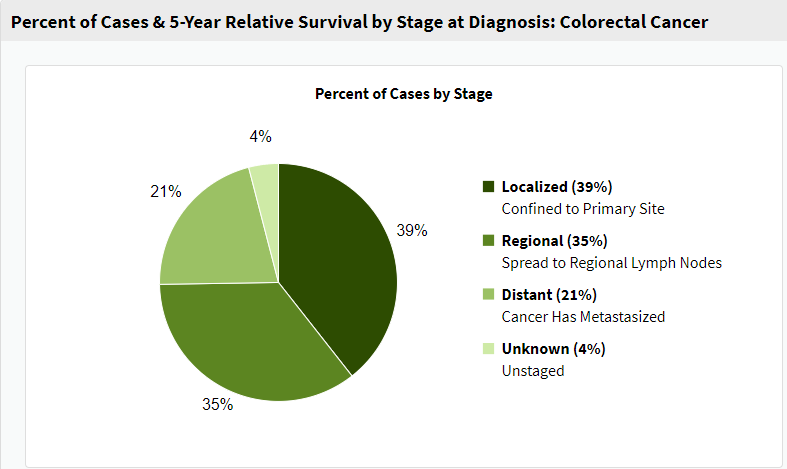 Percent of Cases & 5-Year Relative Survival by Stage at Diagnosis: Colorectal Cancer
Percent of Cases by Stage
4%
21%
39%
35%
Localized (39%)
Confined to Primary Site
Regional (35%)
Spread to Regional Lymph Nodes
Distant (21%)
Cancer Has Metastasized
Unknown (4%)
Unstaged